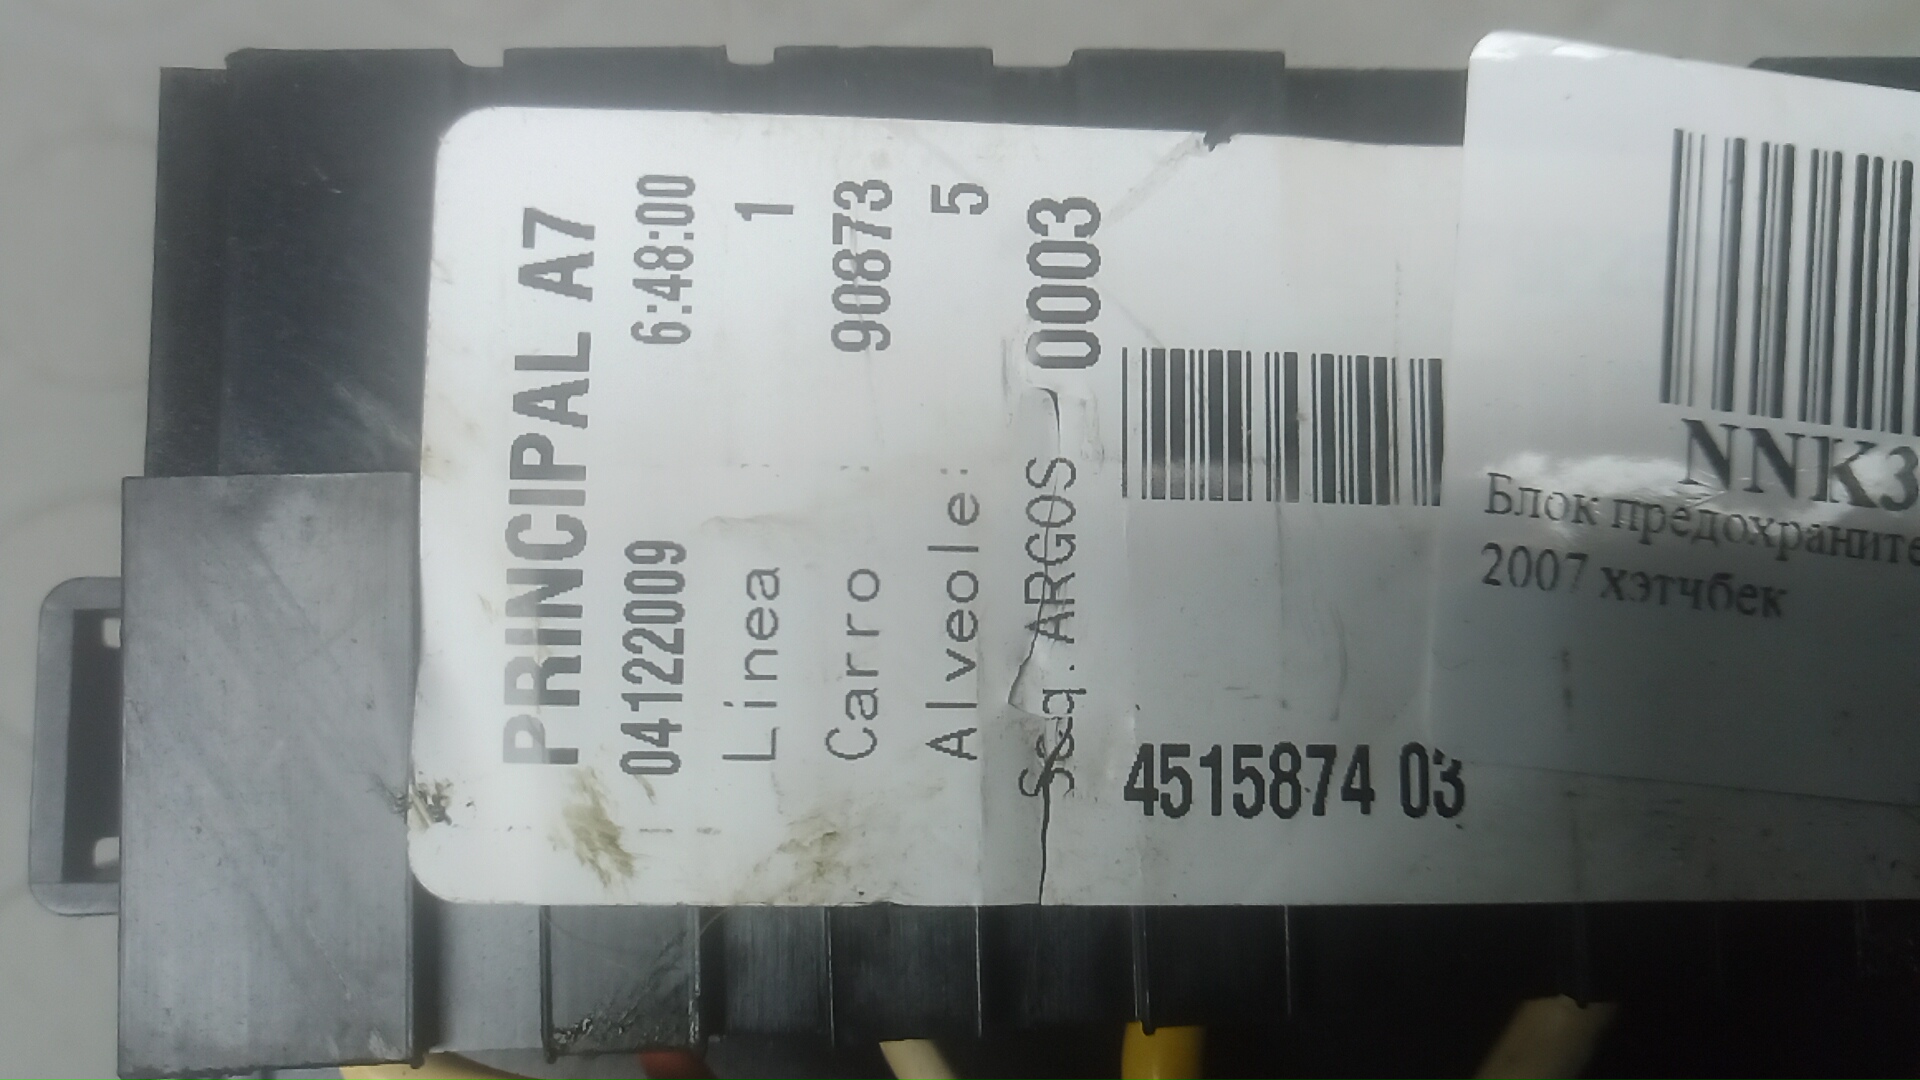 PRINCIPAL A7
04122009 6:48:00
Linea 1
Carro 90873
Alveole: 5
Seq.ARGOS 0003
4515874 03
NNK3
Блок предохраните
2007 хэтчбек